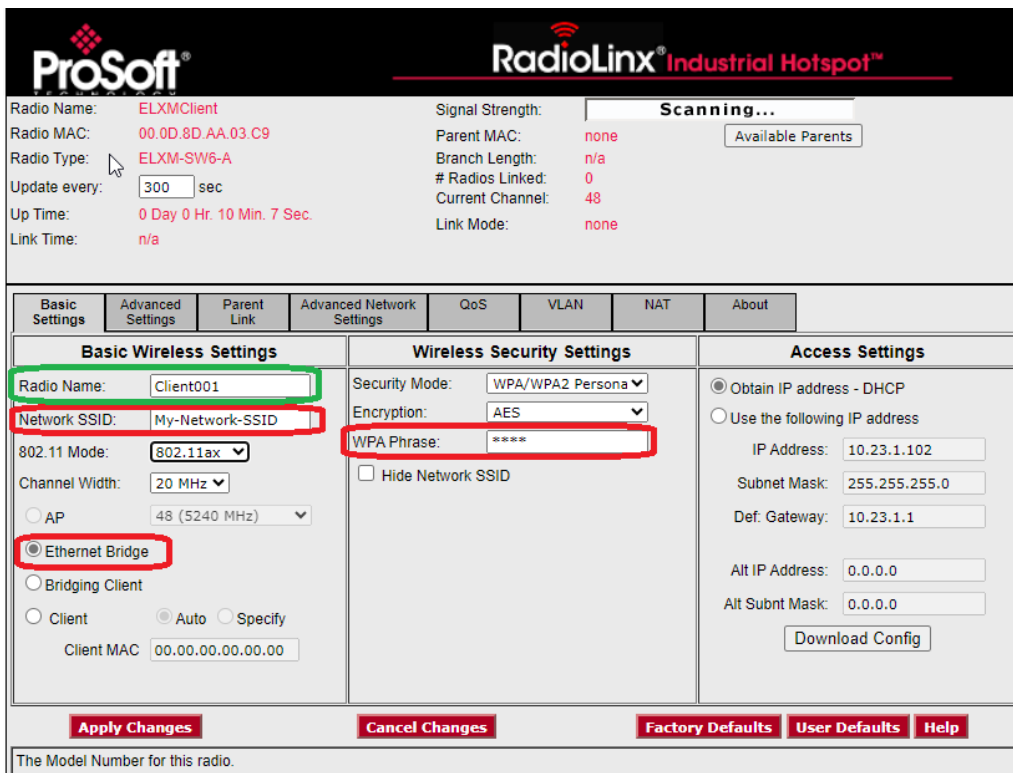 ProSoft®
TECHNOLOGY
RadioLinx® Industrial Hotspot™
Radio Name: ELXMClient
Radio MAC: 00.0D.8D.AA.03.C9
Radio Type: ELXM-SW6-A
Update every: 300 sec
Up Time: 0 Day 0 Hr. 10 Min. 7 Sec.
Link Time: n/a
Signal Strength: Scanning...
Parent MAC: none Available Parents
Branch Length: n/a
# Radios Linked: 0
Current Channel: 48
Link Mode: none
Basic Settings
Advanced Settings
Parent Link
Advanced Network Settings
QoS
VLAN
NAT
About
Basic Wireless Settings
Radio Name: Client001
Network SSID: My-Network-SSID
802.11 Mode: 802.11ax
Channel Width: 20 MHz
AP 48 (5240 MHz)
Ethernet Bridge
Bridging Client
Client Auto Specify
Client MAC 00.00.00.00.00.00
Wireless Security Settings
Security Mode: WPA/WPA2 Persona
Encryption: AES
WPA Phrase: ****
Hide Network SSID
Access Settings
Obtain IP address - DHCP
Use the following IP address
IP Address: 10.23.1.102
Subnet Mask: 255.255.255.0
Def: Gateway: 10.23.1.1
Alt IP Address: 0.0.0.0
Alt Subnt Mask: 0.0.0.0
Download Config
Apply Changes Cancel Changes Factory Defaults User Defaults Help
The Model Number for this radio.